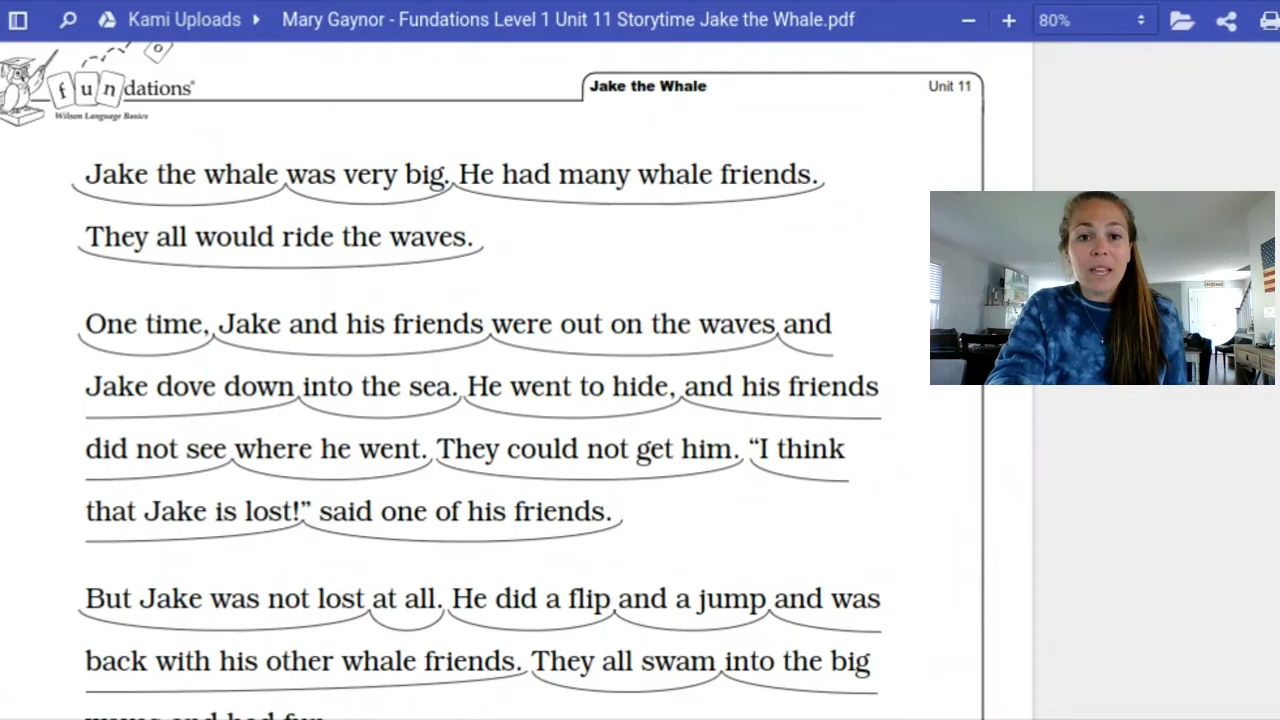 Kami Uploads Mary Gaynor - Fundations Level 1 Unit 11 Storytime Jake the Whale.pdf 80%
fundations®
Wilson Language Basics
Jake the Whale Unit 11
Jake the whale was very big. He had many whale friends.
They all would ride the waves.
One time, Jake and his friends were out on the waves and
Jake dove down into the sea. He went to hide, and his friends
did not see where he went. They could not get him. “I think
that Jake is lost!” said one of his friends.
But Jake was not lost at all. He did a flip and a jump and was
back with his other whale friends. They all swam into the big
waves and had fun.
HOME